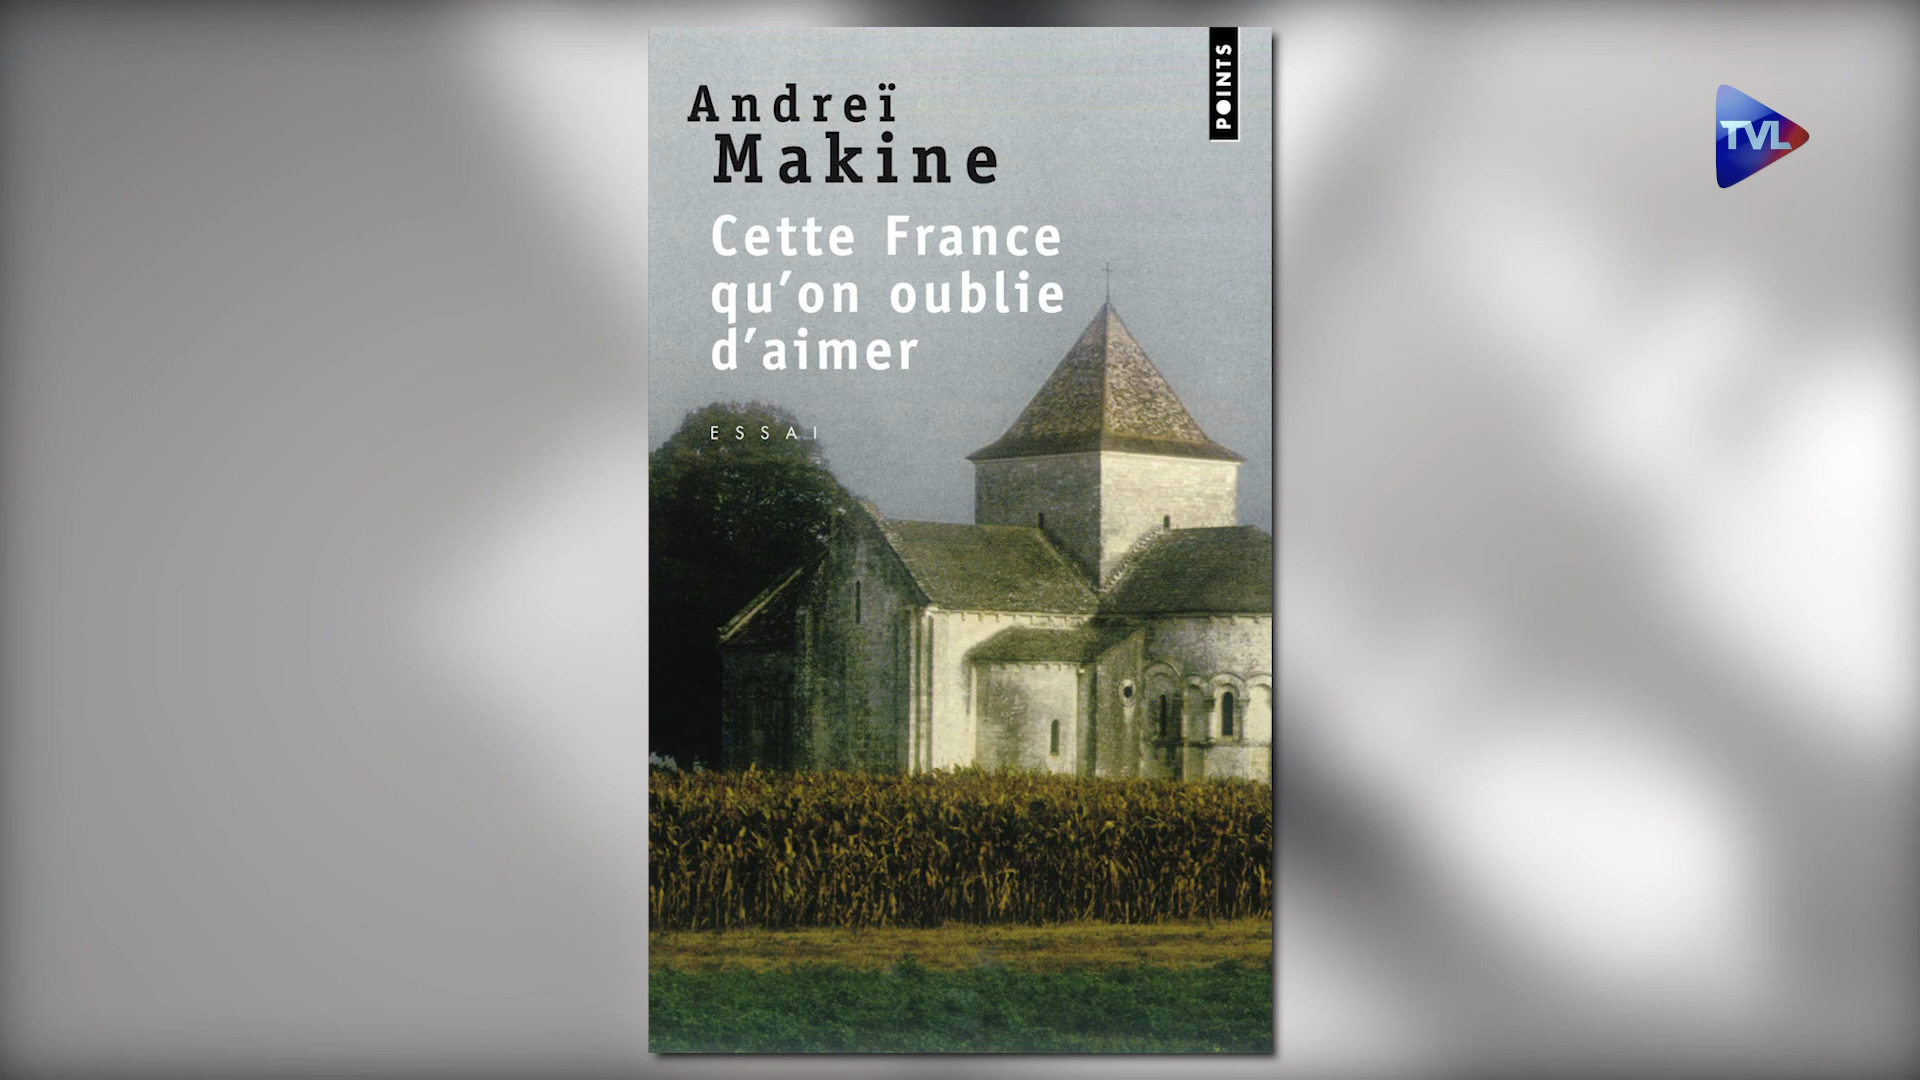 Andreï
Makine
Cette France
qu'on oublie
d'aimer
ESSAI
POINTS
TVL